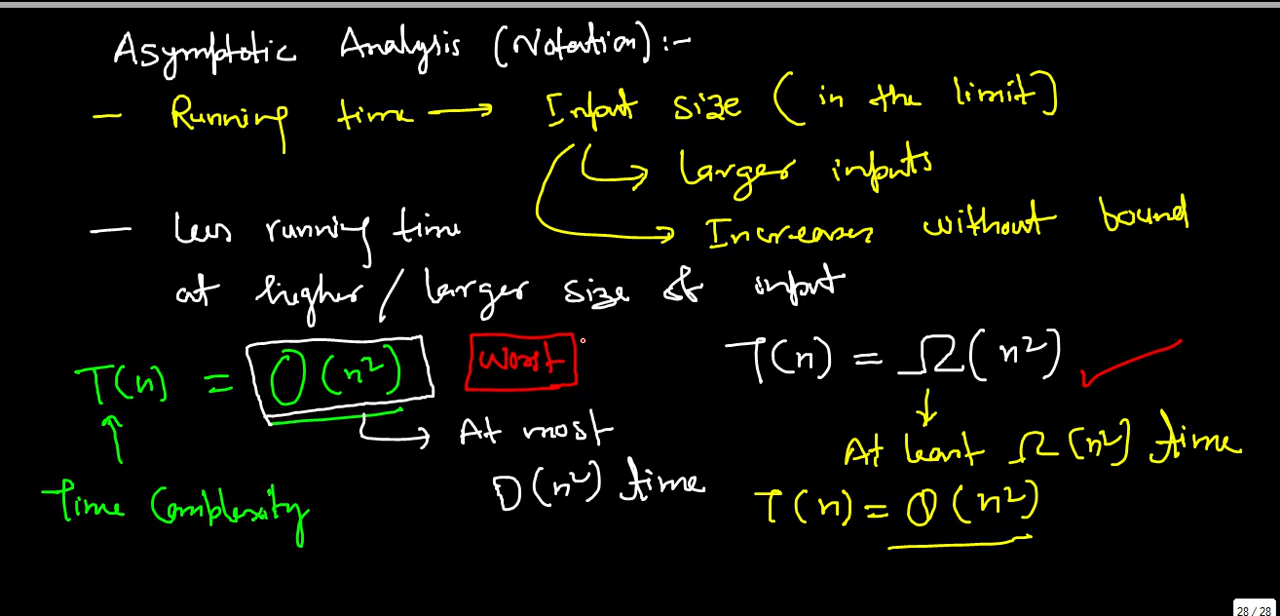 Asymptotic Analysis (Notation) :-
— Running time → Input size (in the limit)
→ Larger inputs
→ Increases without bound
— Less running time
at higher / larger size of input
T(n) = O(n²) Worst
→ At most
O(n²) time
↑
Time Complexity
T(n) = Ω(n²) ✓
↓
At least Ω(n²) time
T(n) = Θ(n²)
28 / 28